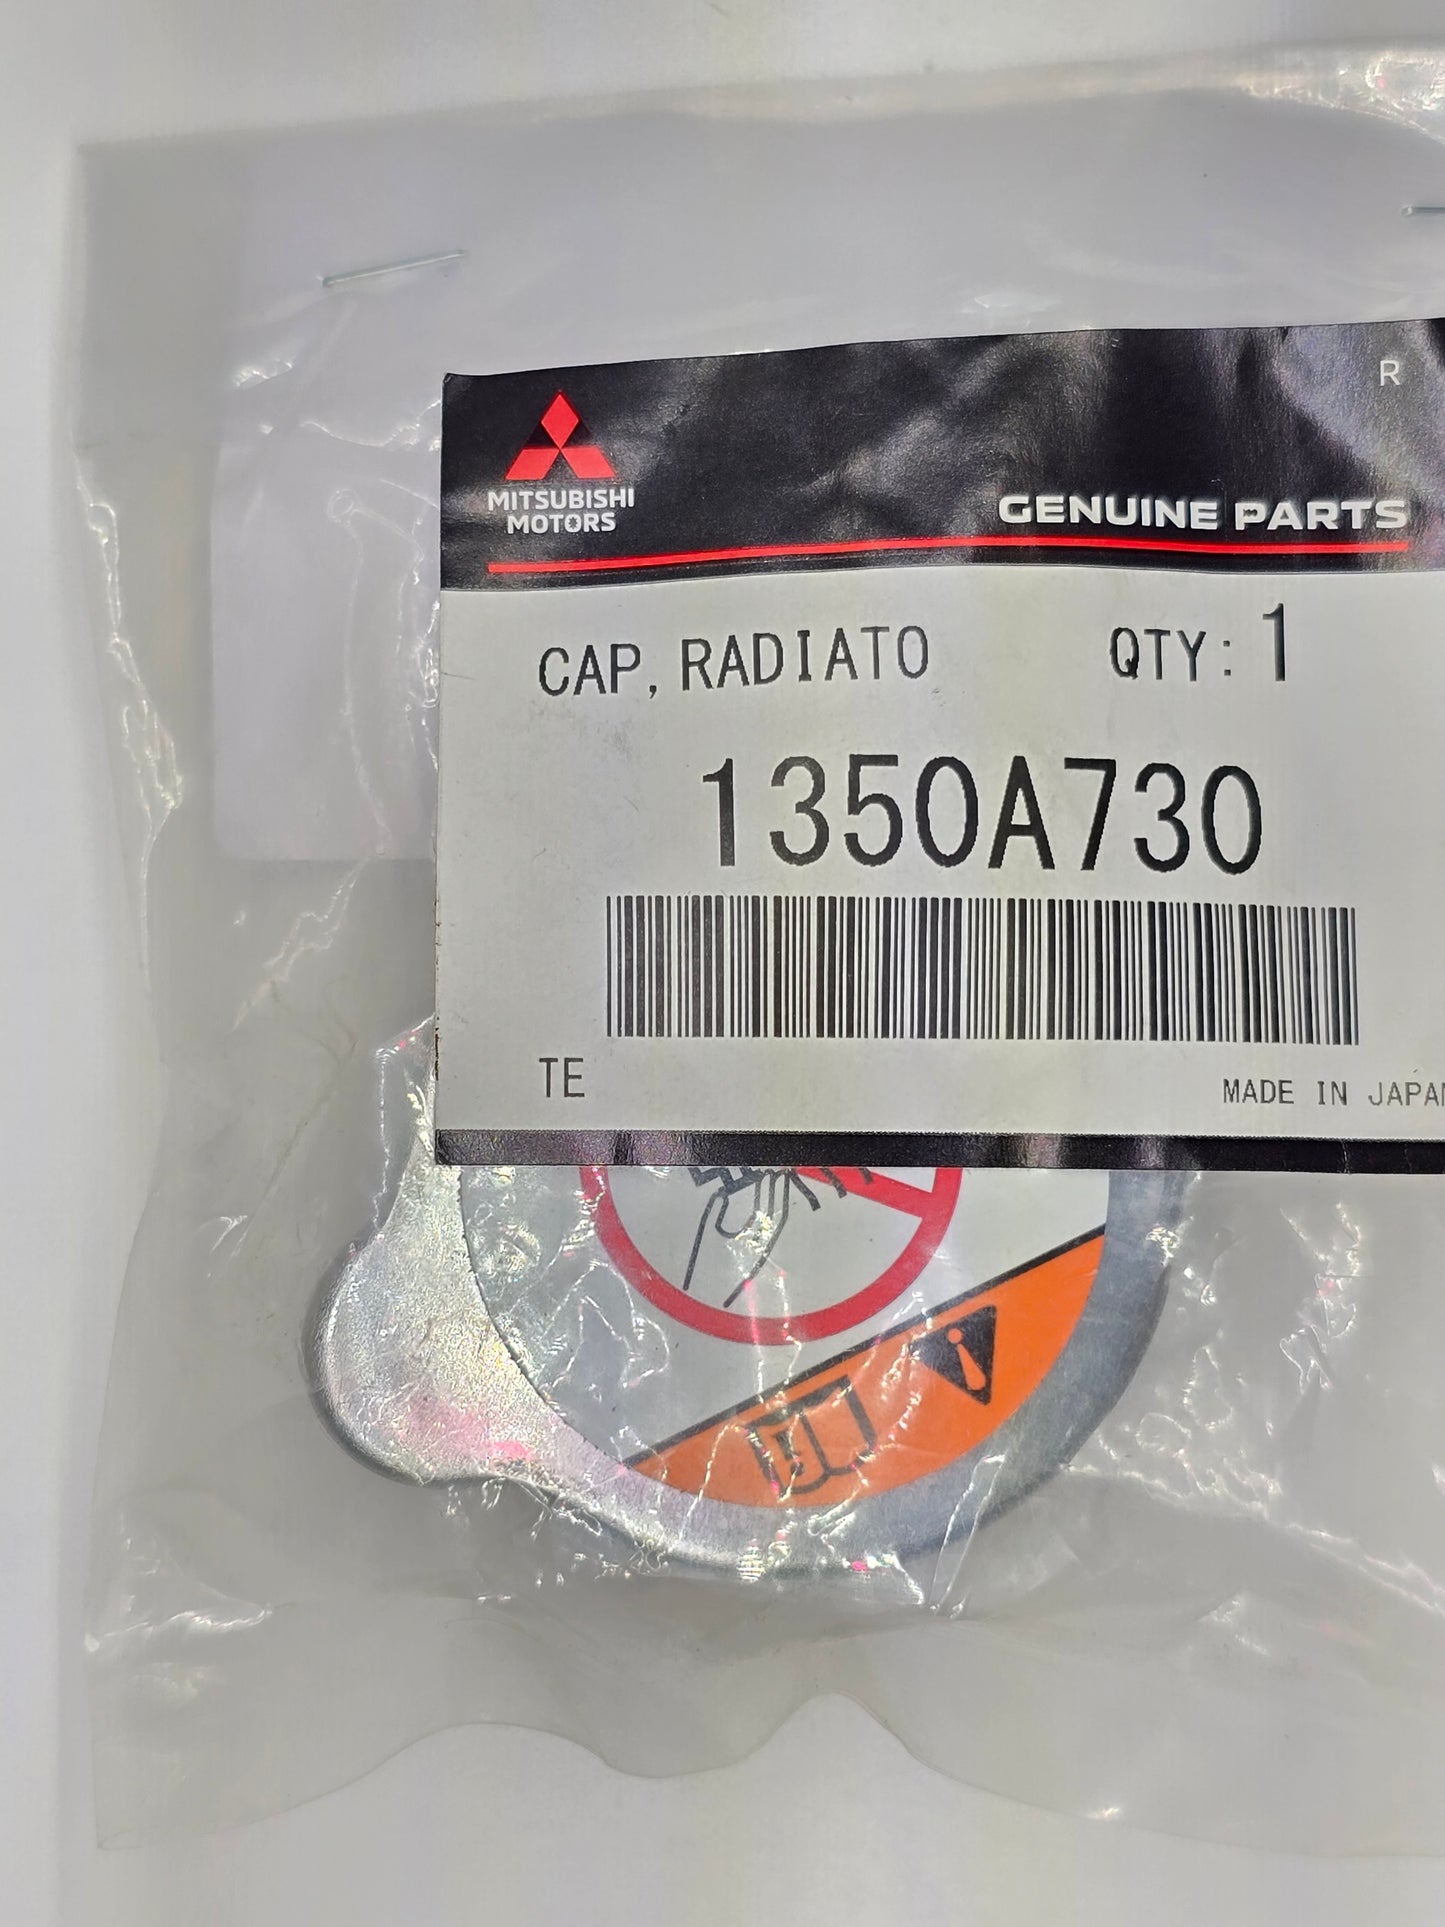 R
MITSUBISHI
MOTORS
GENUINE PARTS
CAP, RADIATO QTY: 1
1350A730
TE MADE IN JAPAN